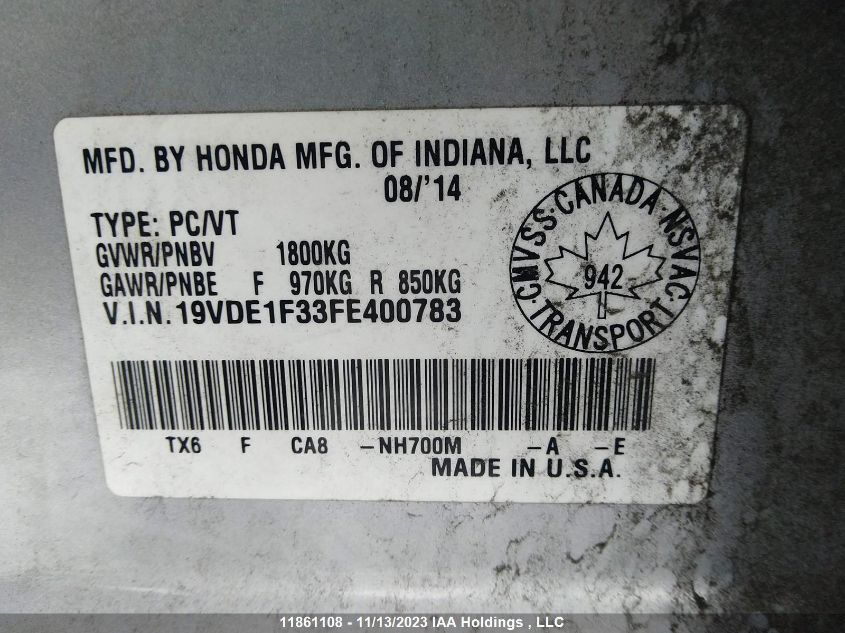 MFD. BY HONDA MFG. OF INDIANA, LLC
08/'14
TYPE: PC/VT
GVWR/PNBV 1800KG
GAWR/PNBE F 970KG R 850KG
V.I.N. 19VDE1F33FE400783
CMVSS·CANADA·NSVAC
942
TRANSPORT
TX6 F CA8 -NH700M -A -E
MADE IN U.S.A.
11861108 - 11/13/2023 IAA Holdings , LLC